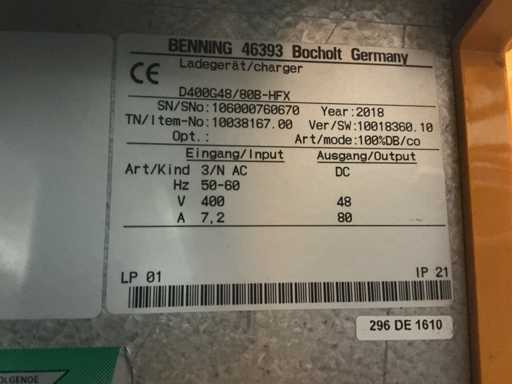 BENNING 46393 Bocholt Germany
CE
Ladegerät/charger
D400G48/80B-HFX
SN/SNo: 106000760670 Year: 2018
TN/Item-No: 10038167.00 Ver/SW: 10018360.10
Opt.: Art/mode: 100%DB/co
Eingang/Input Ausgang/Output
Art/Kind 3/N AC DC
Hz 50-60
V 400 48
A 7,2 80
LP 01 IP 21
296 DE 1610